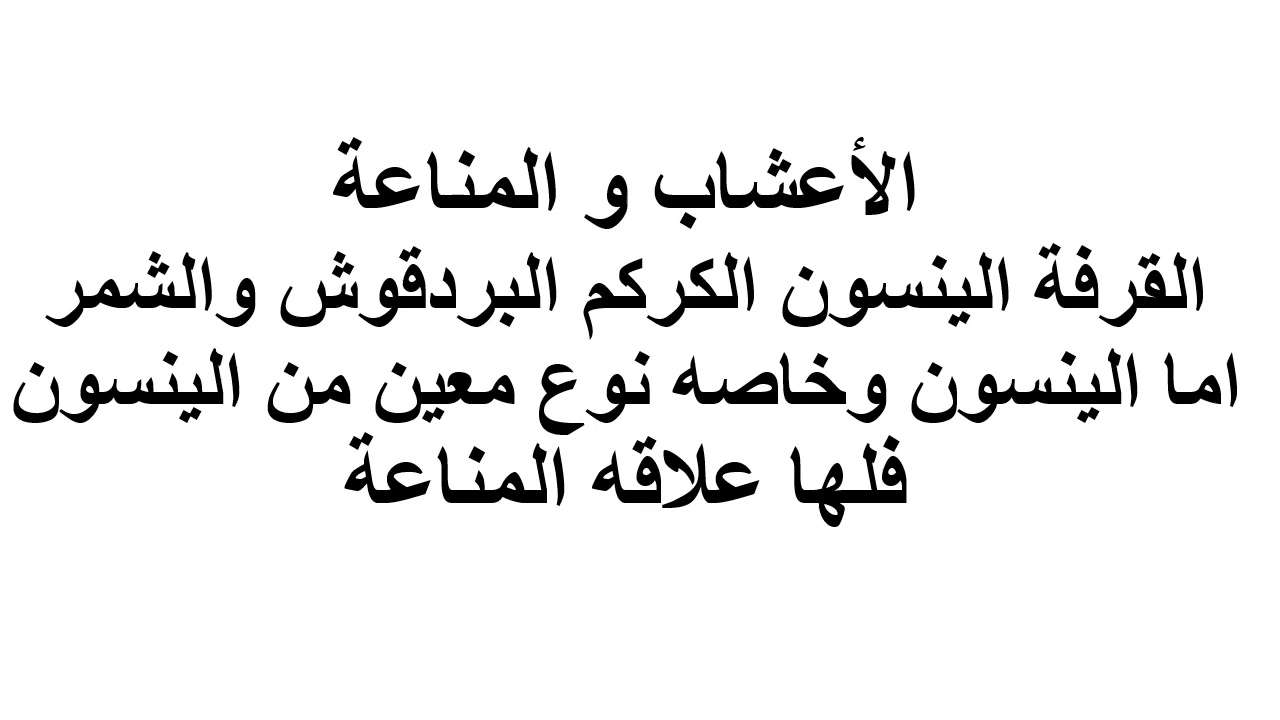 الأعشاب و المناعة
القرفة الينسون الكركم البردقوش والشمر
اما الينسون وخاصه نوع معين من الينسون
فلها علاقه المناعة